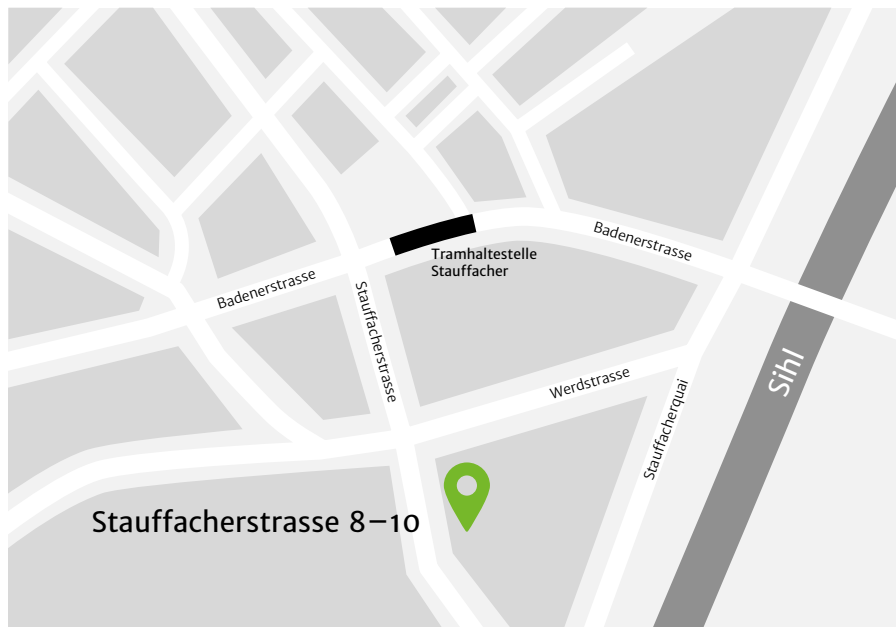 Badenerstrasse
Tramhaltestelle
Stauffacher
Badenerstrasse
Stauffacherstrasse
Sihl
Werdstrasse
Stauffacherquai
Stauffacherstrasse 8–10